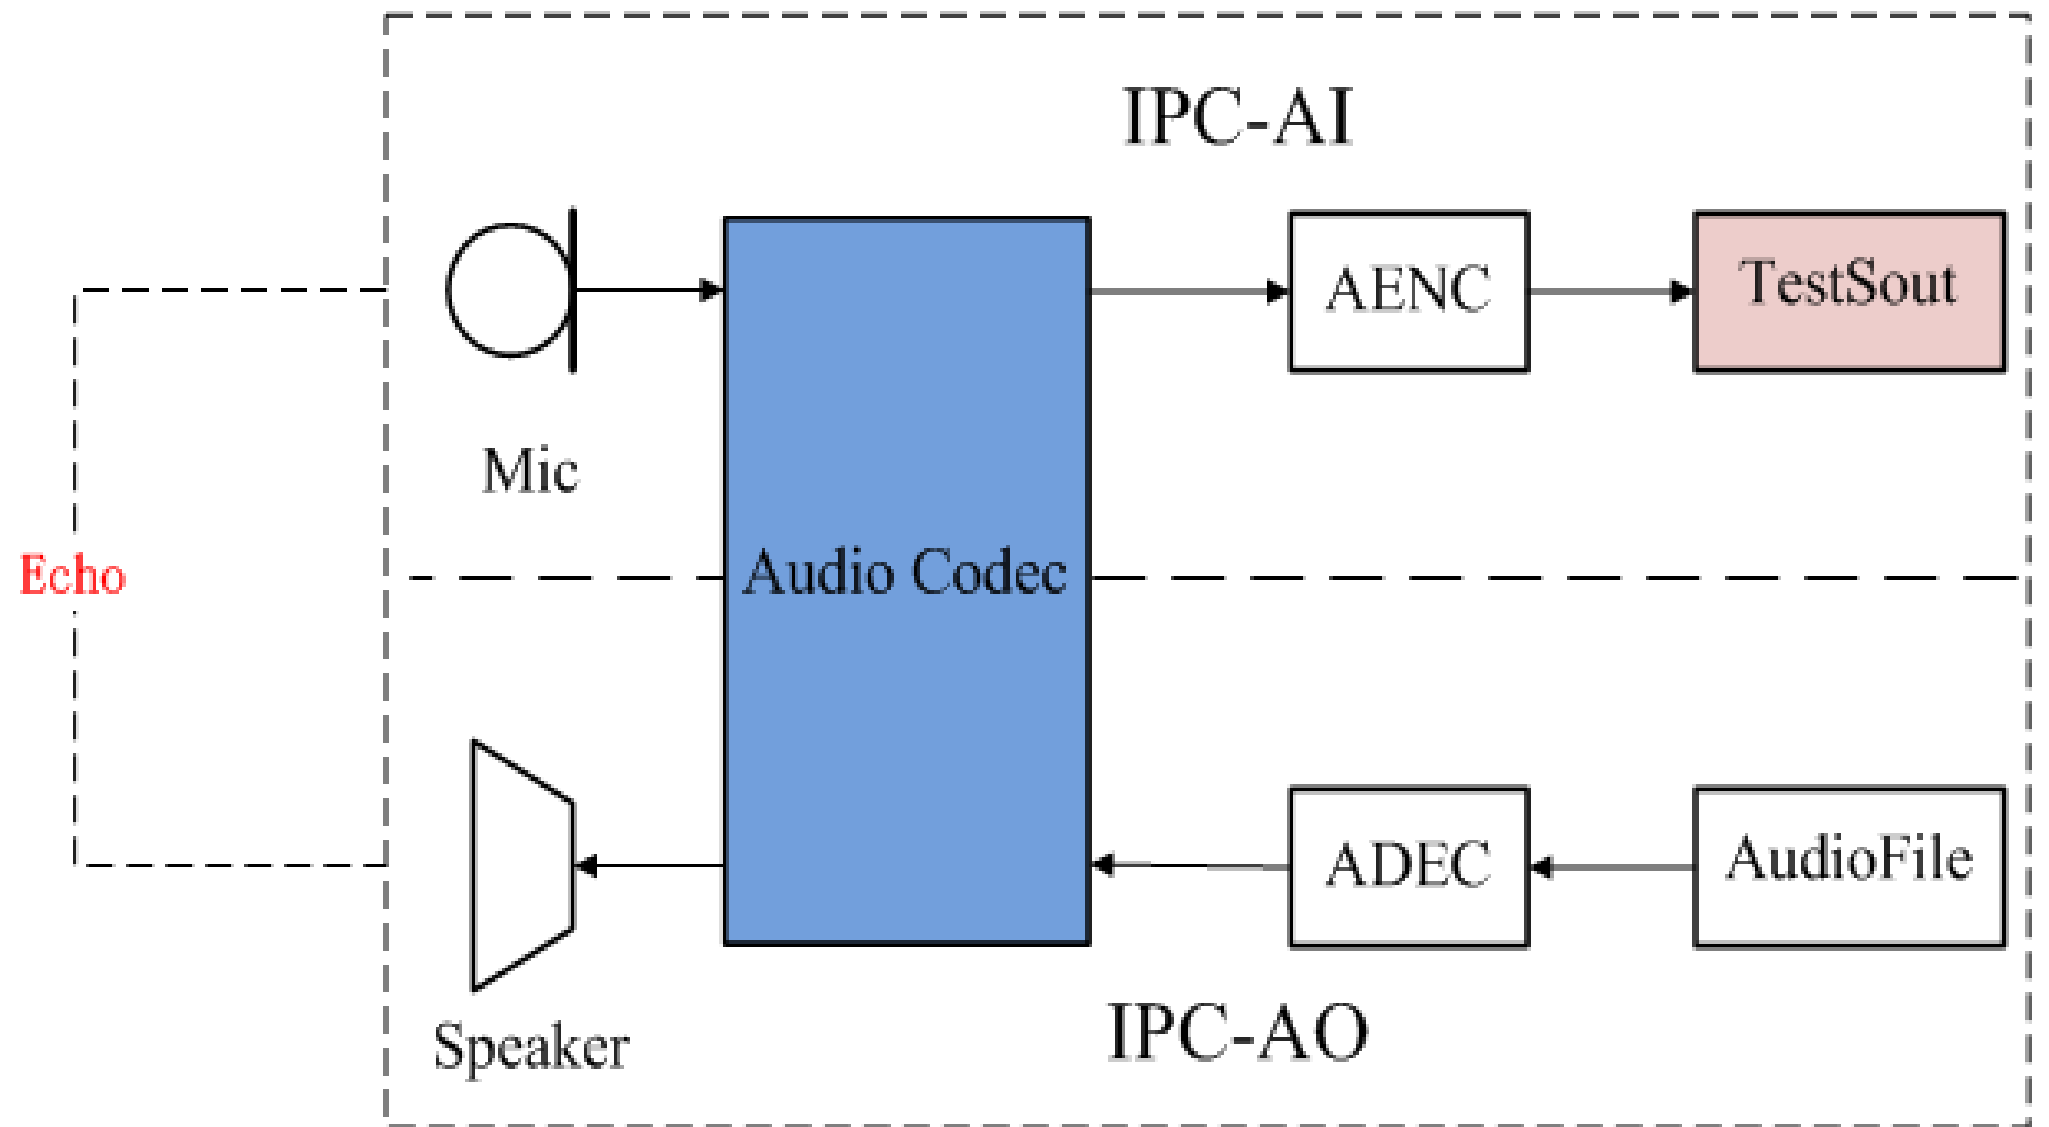 IPC-AI
AENC
TestSout
Mic
Echo
Audio Codec
ADEC
AudioFile
Speaker
IPC-AO